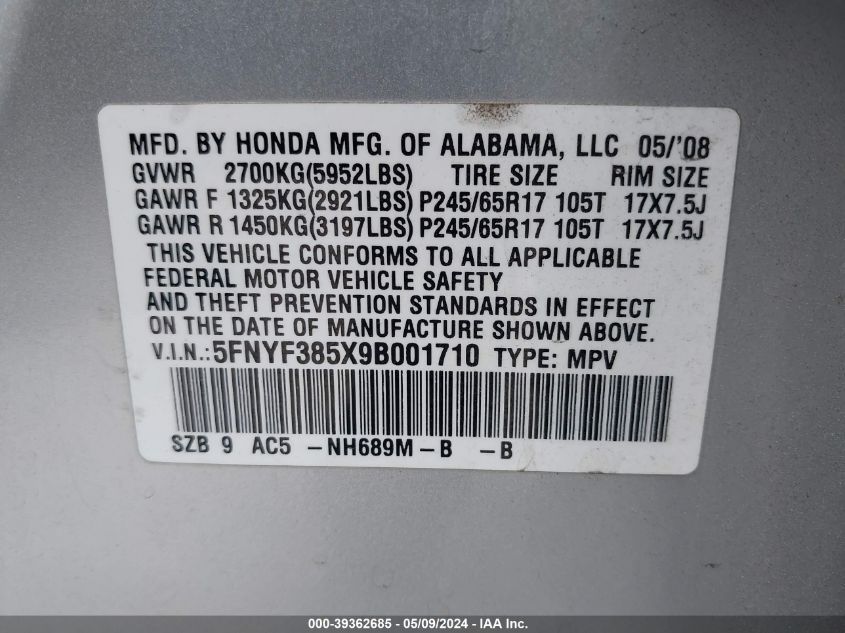 MFD. BY HONDA MFG. OF ALABAMA, LLC 05/'08
GVWR 2700KG(5952LBS) TIRE SIZE RIM SIZE
GAWR F 1325KG(2921LBS) P245/65R17 105T 17X7.5J
GAWR R 1450KG(3197LBS) P245/65R17 105T 17X7.5J
THIS VEHICLE CONFORMS TO ALL APPLICABLE
FEDERAL MOTOR VEHICLE SAFETY
AND THEFT PREVENTION STANDARDS IN EFFECT
ON THE DATE OF MANUFACTURE SHOWN ABOVE.
V.I.N.: 5FNYF385X9B001710 TYPE: MPV
SZB 9 AC5 -NH689M-B -B
000-39362685 - 05/09/2024 - IAA Inc.